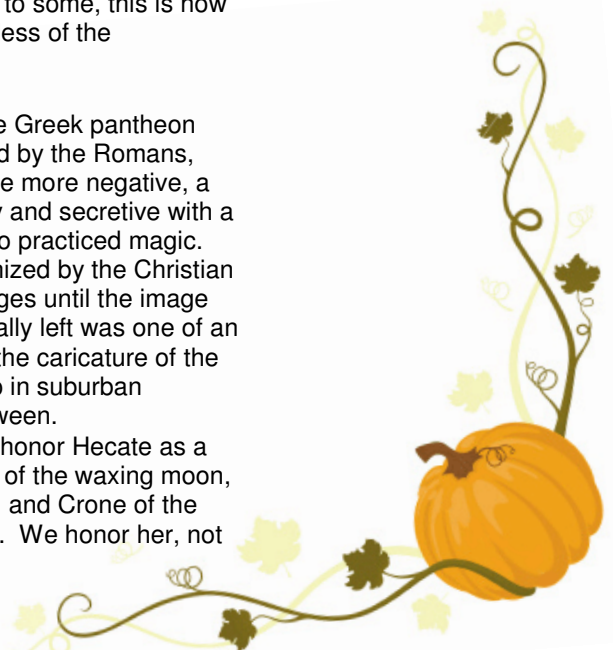 to some, this is how
ess of the
e Greek pantheon
d by the Romans,
e more negative, a
y and secretive with a
o practiced magic.
nized by the Christian
ges until the image
ally left was one of an
the caricature of the
in suburban
ween.
honor Hecate as a
of the waxing moon,
and Crone of the
. We honor her, not